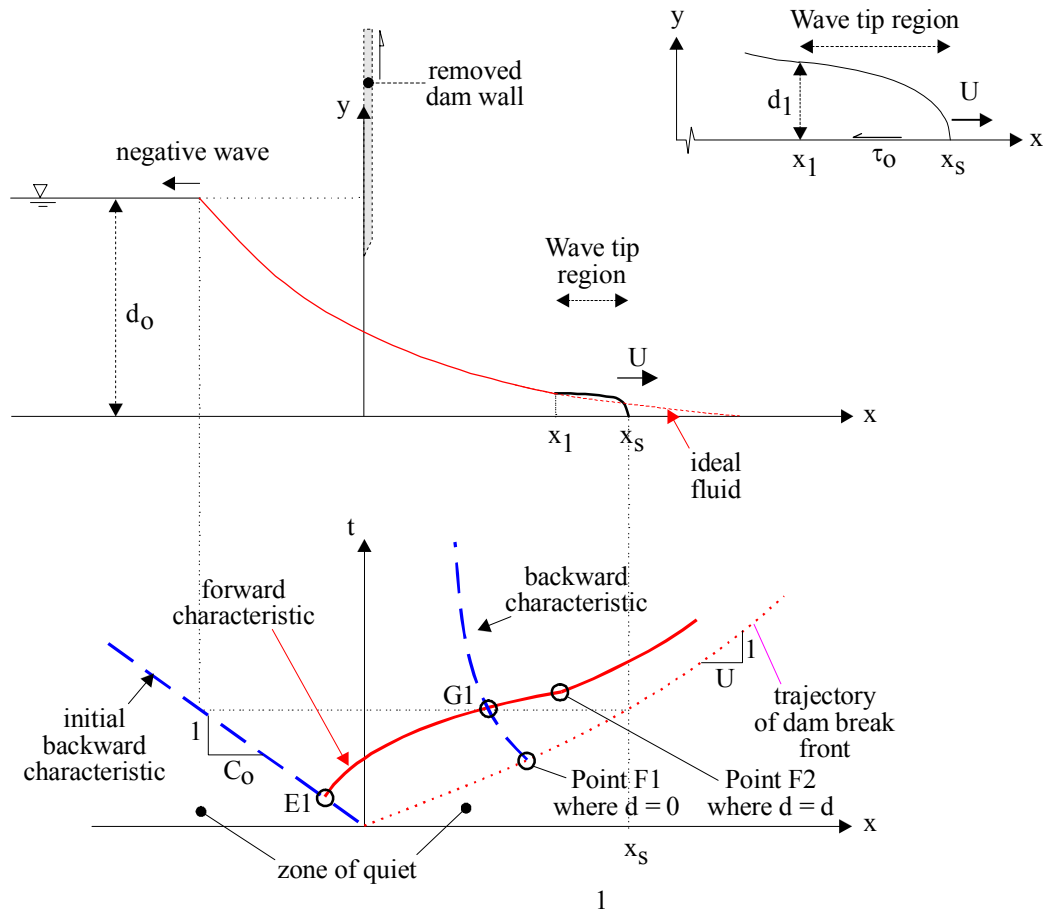 y
Wave tip region
U
d1
x
x1
τo
xs
removed
dam wall
y
negative wave
Wave tip
region
do
U
x
x1
xs
ideal
fluid
t
forward
characteristic
backward
characteristic
1
U
G1
initial
backward
characteristic
1
Co
trajectory
of dam break
front
E1
Point F1
where d = 0
Point F2
where d = d
x
zone of quiet
xs
1